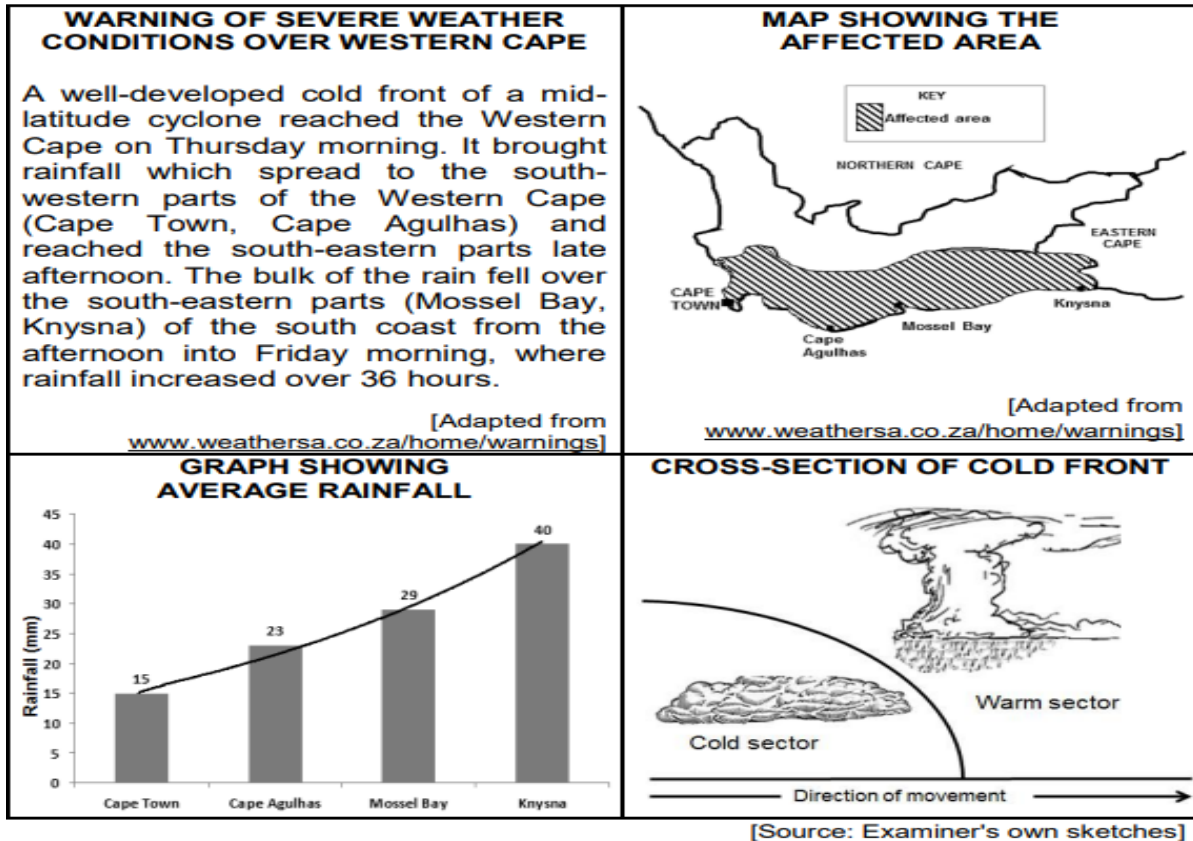 WARNING OF SEVERE WEATHER
CONDITIONS OVER WESTERN CAPE
A well-developed cold front of a mid-
latitude cyclone reached the Western
Cape on Thursday morning. It brought
rainfall which spread to the south-
western parts of the Western Cape
(Cape Town, Cape Agulhas) and
reached the south-eastern parts late
afternoon. The bulk of the rain fell over
the south-eastern parts (Mossel Bay,
Knysna) of the south coast from the
afternoon into Friday morning, where
rainfall increased over 36 hours.
[Adapted from
www.weathersa.co.za/home/warnings]
MAP SHOWING THE
AFFECTED AREA
KEY
Affected area
NORTHERN CAPE
EASTERN
CAPE
CAPE
TOWN
Knysna
Mossel Bay
Cape
Agulhas
[Adapted from
www.weathersa.co.za/home/warnings]
GRAPH SHOWING
AVERAGE RAINFALL
Rainfall (mm)
45
40
35
30
25
20
15
10
5
0
15
23
29
40
Cape Town
Cape Agulhas
Mossel Bay
Knysna
CROSS-SECTION OF COLD FRONT
Warm sector
Cold sector
Direction of movement
[Source: Examiner's own sketches]